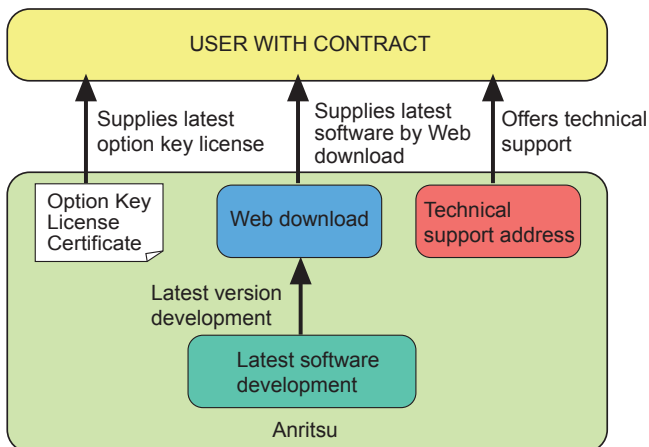 USER WITH CONTRACT
Supplies latest
option key license
Supplies latest
software by Web
download
Offers technical
support
Option Key
License
Certificate
Web download
Technical
support address
Latest version
development
Latest software
development
Anritsu